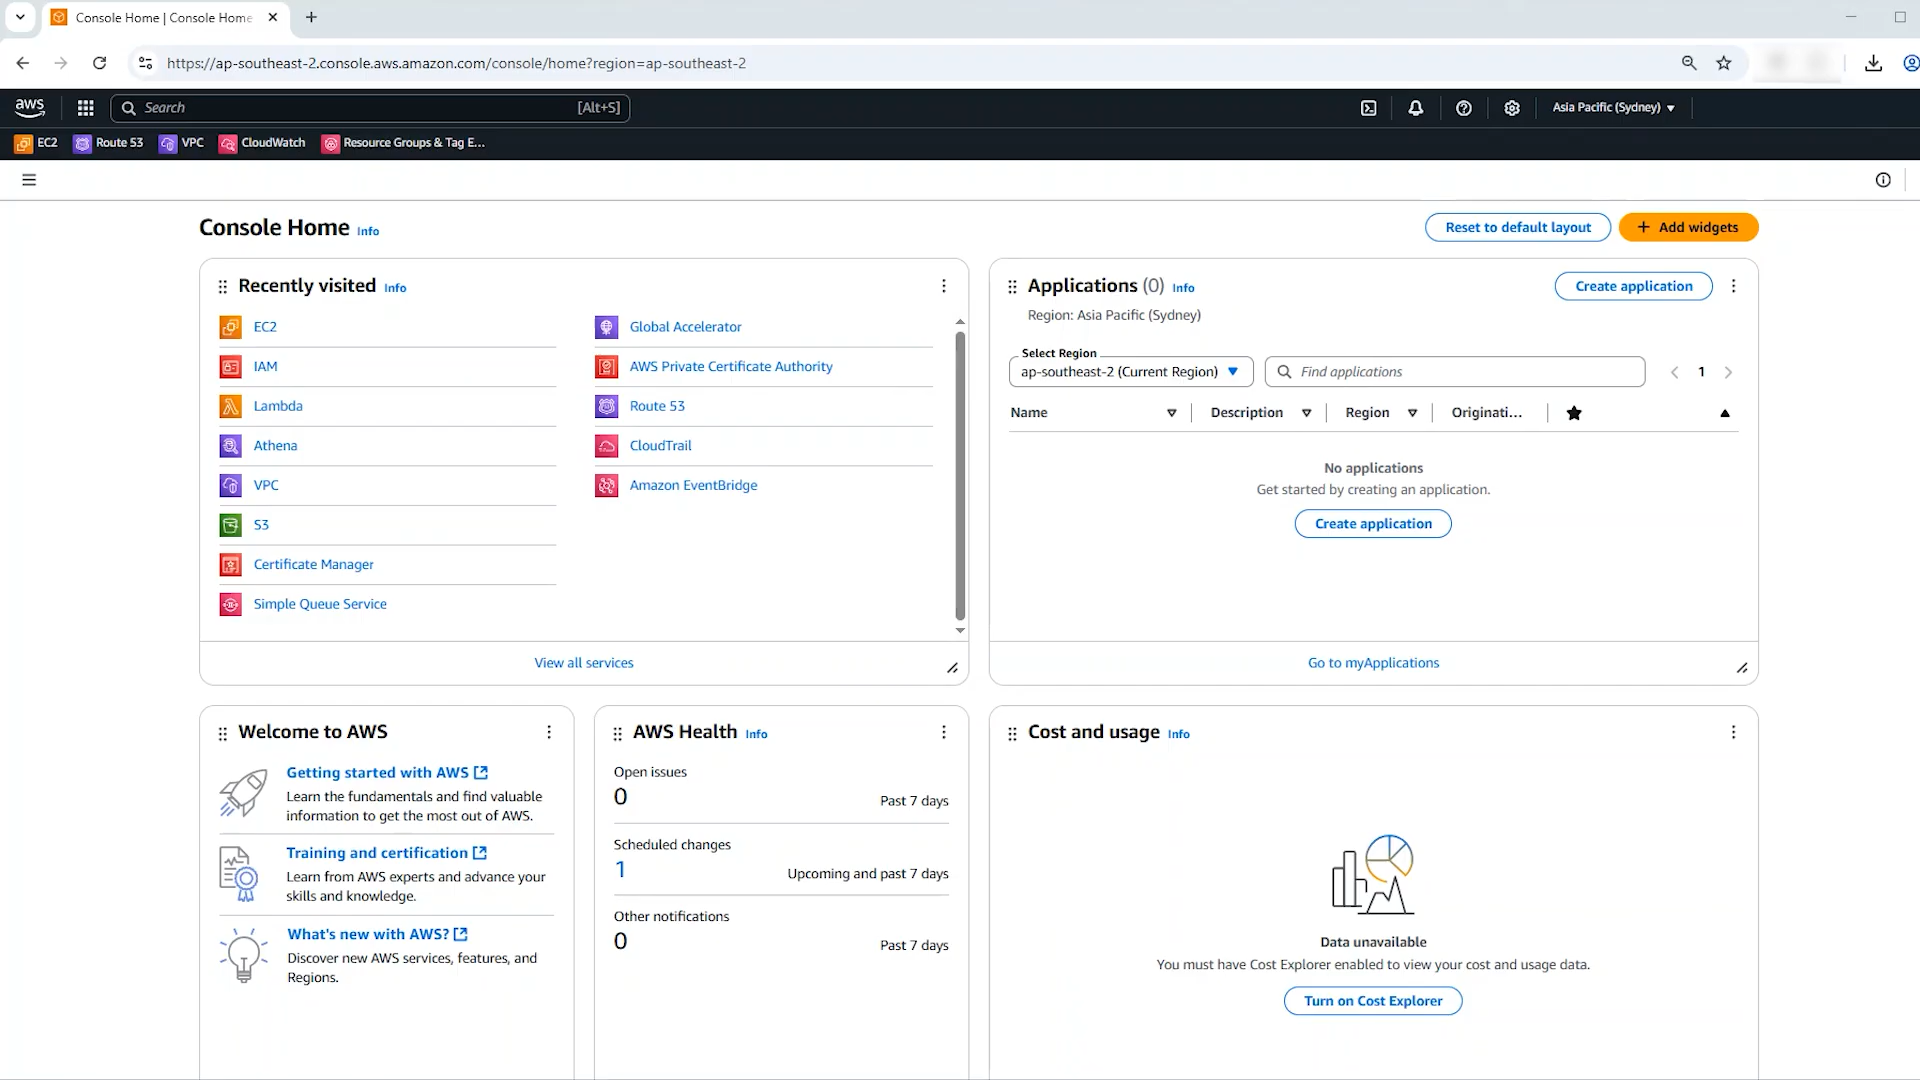 Console Home | Console Home
https://ap-southeast-2.console.aws.amazon.com/console/home?region=ap-southeast-2
aws
Search
[Alt+S]
Asia Pacific (Sydney)
EC2
Route 53
VPC
CloudWatch
Resource Groups & Tag E...
Console Home Info
Reset to default layout
Add widgets
Recently visited Info
EC2
IAM
Lambda
Athena
VPC
S3
Certificate Manager
Simple Queue Service
Global Accelerator
AWS Private Certificate Authority
Route 53
CloudTrail
Amazon EventBridge
View all services
Applications (0) Info
Create application
Region: Asia Pacific (Sydney)
Select Region
ap-southeast-2 (Current Region)
Find applications
1
Name
Description
Region
Originati...
No applications
Get started by creating an application.
Create application
Go to myApplications
Welcome to AWS
Getting started with AWS
Learn the fundamentals and find valuable
information to get the most out of AWS.
Training and certification
Learn from AWS experts and advance your
skills and knowledge.
What's new with AWS?
Discover new AWS services, features, and
Regions.
AWS Health Info
Open issues
0
Past 7 days
Scheduled changes
1
Upcoming and past 7 days
Other notifications
0
Past 7 days
Cost and usage Info
Data unavailable
You must have Cost Explorer enabled to view your cost and usage data.
Turn on Cost Explorer